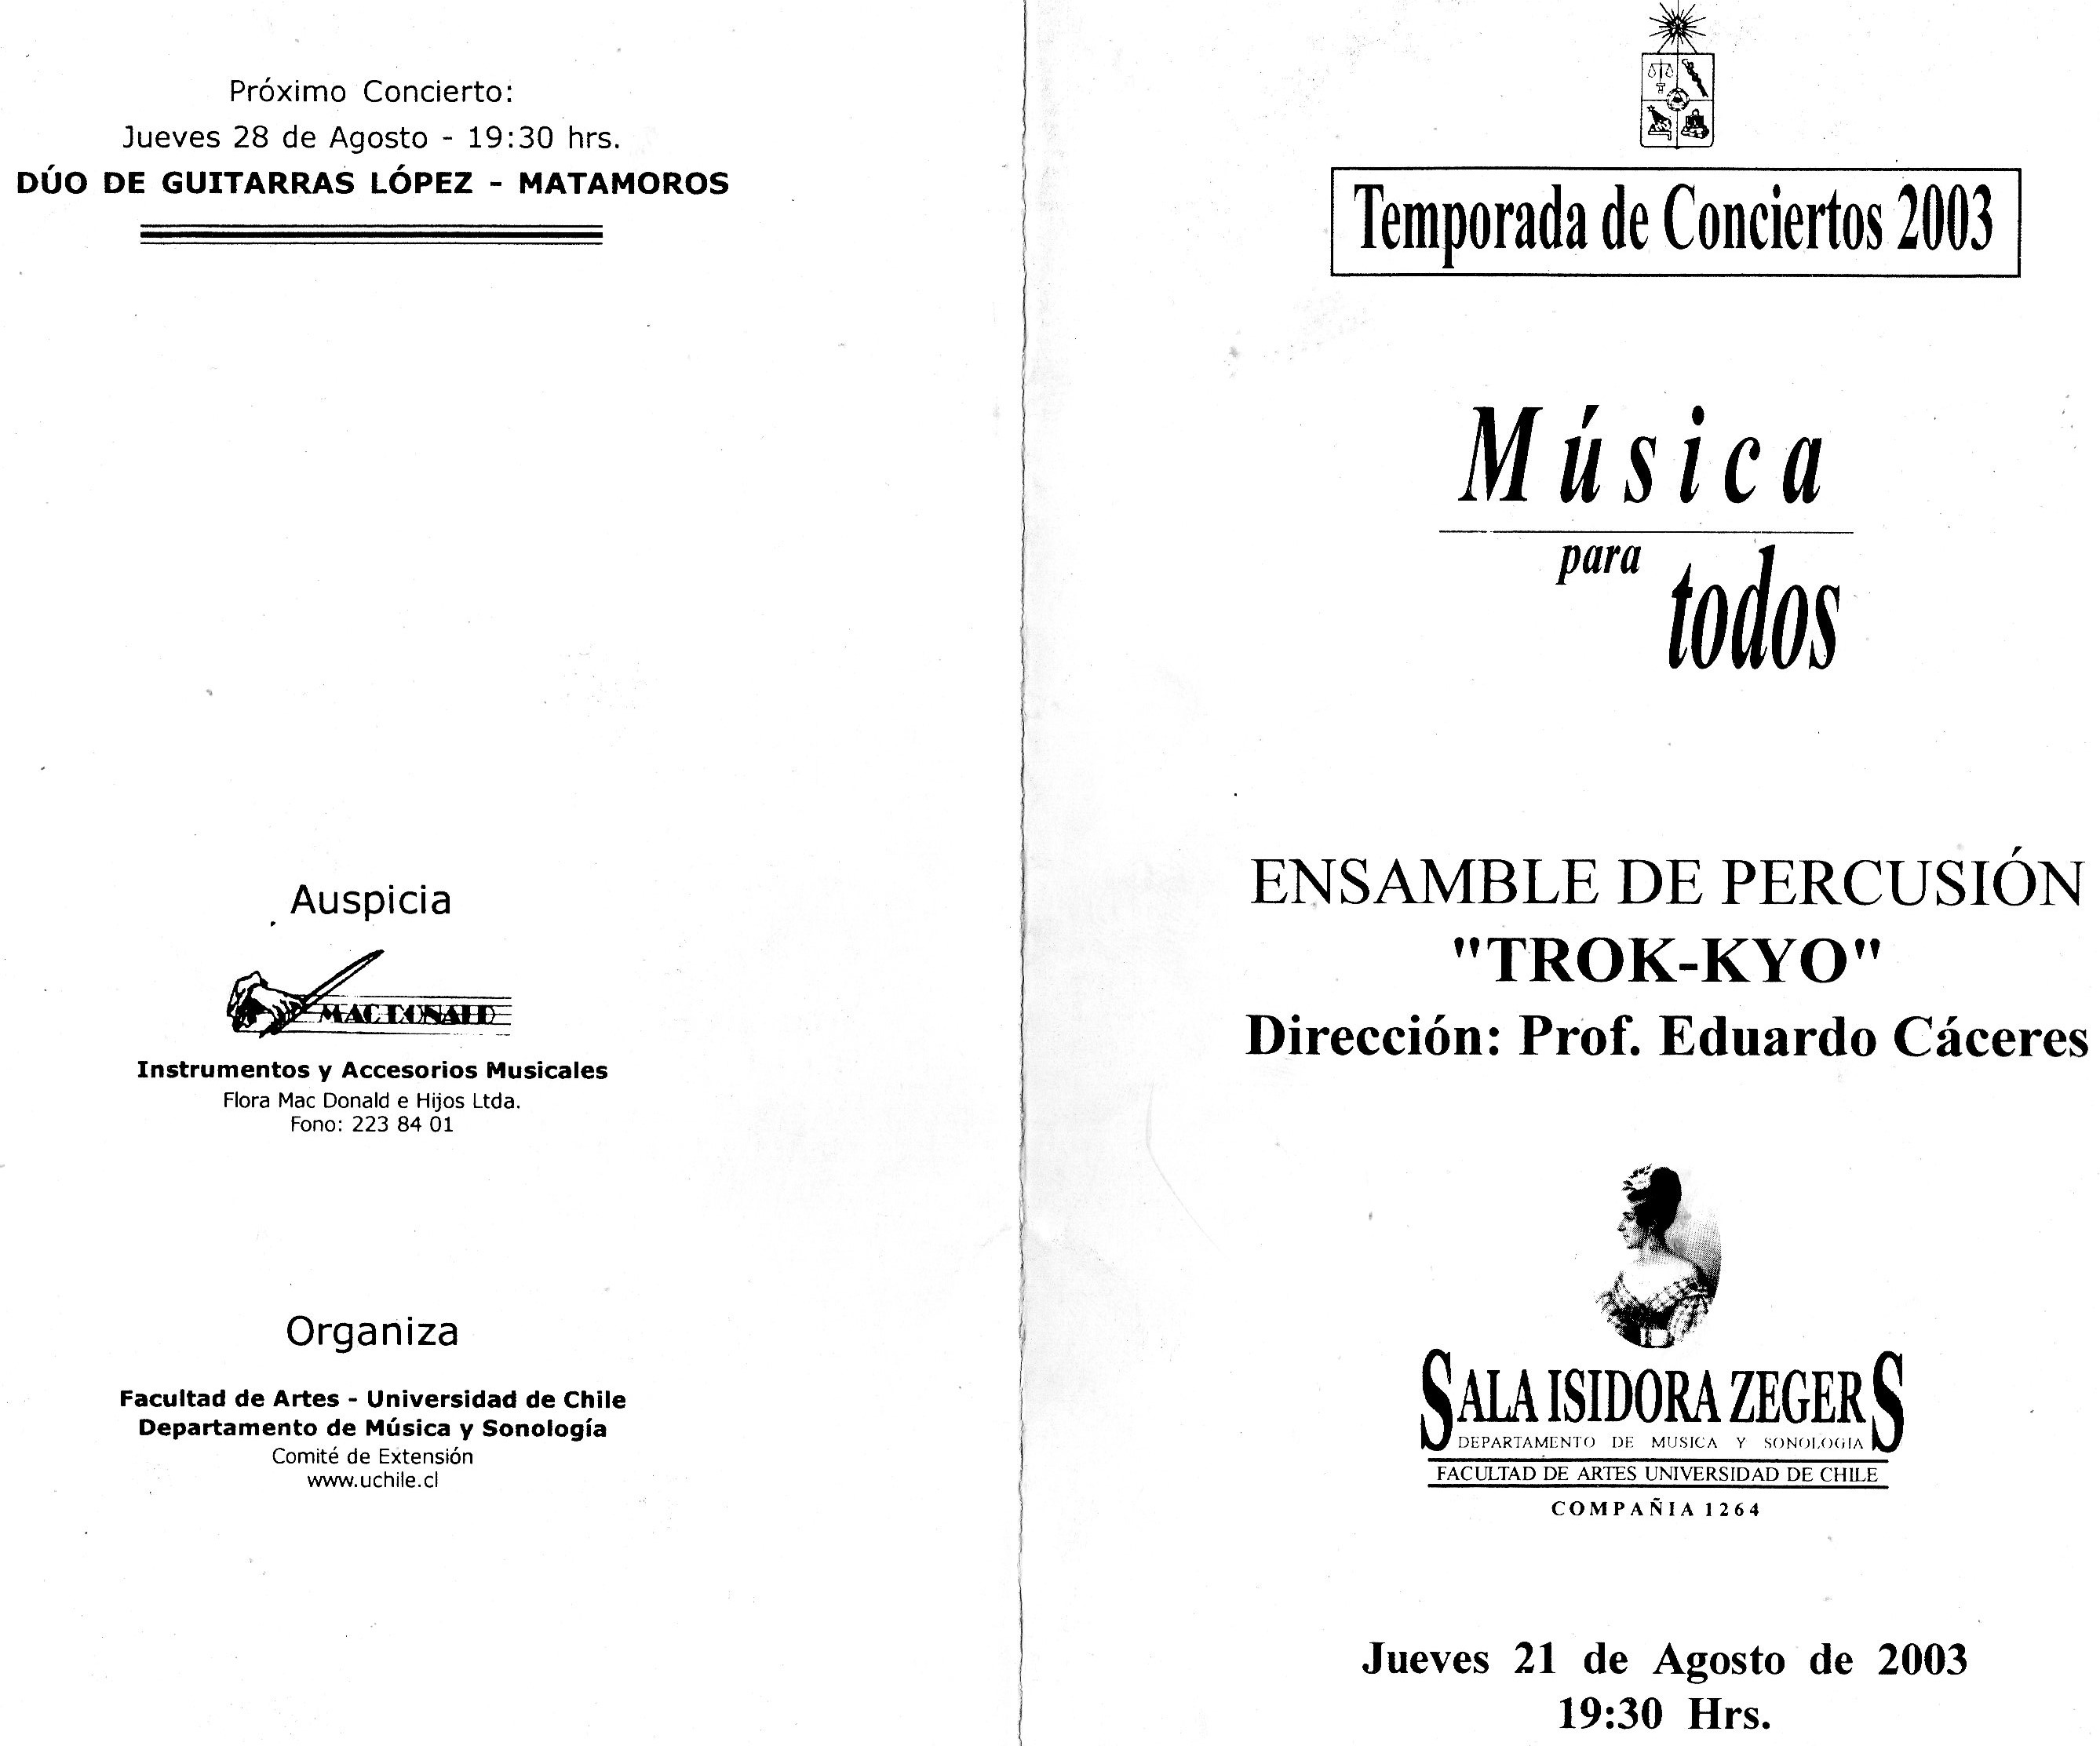 Próximo Concierto:
Jueves 28 de Agosto - 19:30 hrs.
DÚO DE GUITARRAS LÓPEZ - MATAMOROS
Auspicia
MAC DONALD
Instrumentos y Accesorios Musicales
Flora Mac Donald e Hijos Ltda.
Fono: 223 84 01
Organiza
Facultad de Artes - Universidad de Chile
Departamento de Música y Sonología
Comité de Extensión
www.uchile.cl
Temporada de Conciertos 2003
Música
para
todos
ENSAMBLE DE PERCUSIÓN
"TROK-KYO"
Dirección: Prof. Eduardo Cáceres
SALA ISIDORA ZEGERS
DEPARTAMENTO DE MUSICA Y SONOLOGIA
FACULTAD DE ARTES UNIVERSIDAD DE CHILE
COMPAÑIA 1264
Jueves 21 de Agosto de 2003
19:30 Hrs.